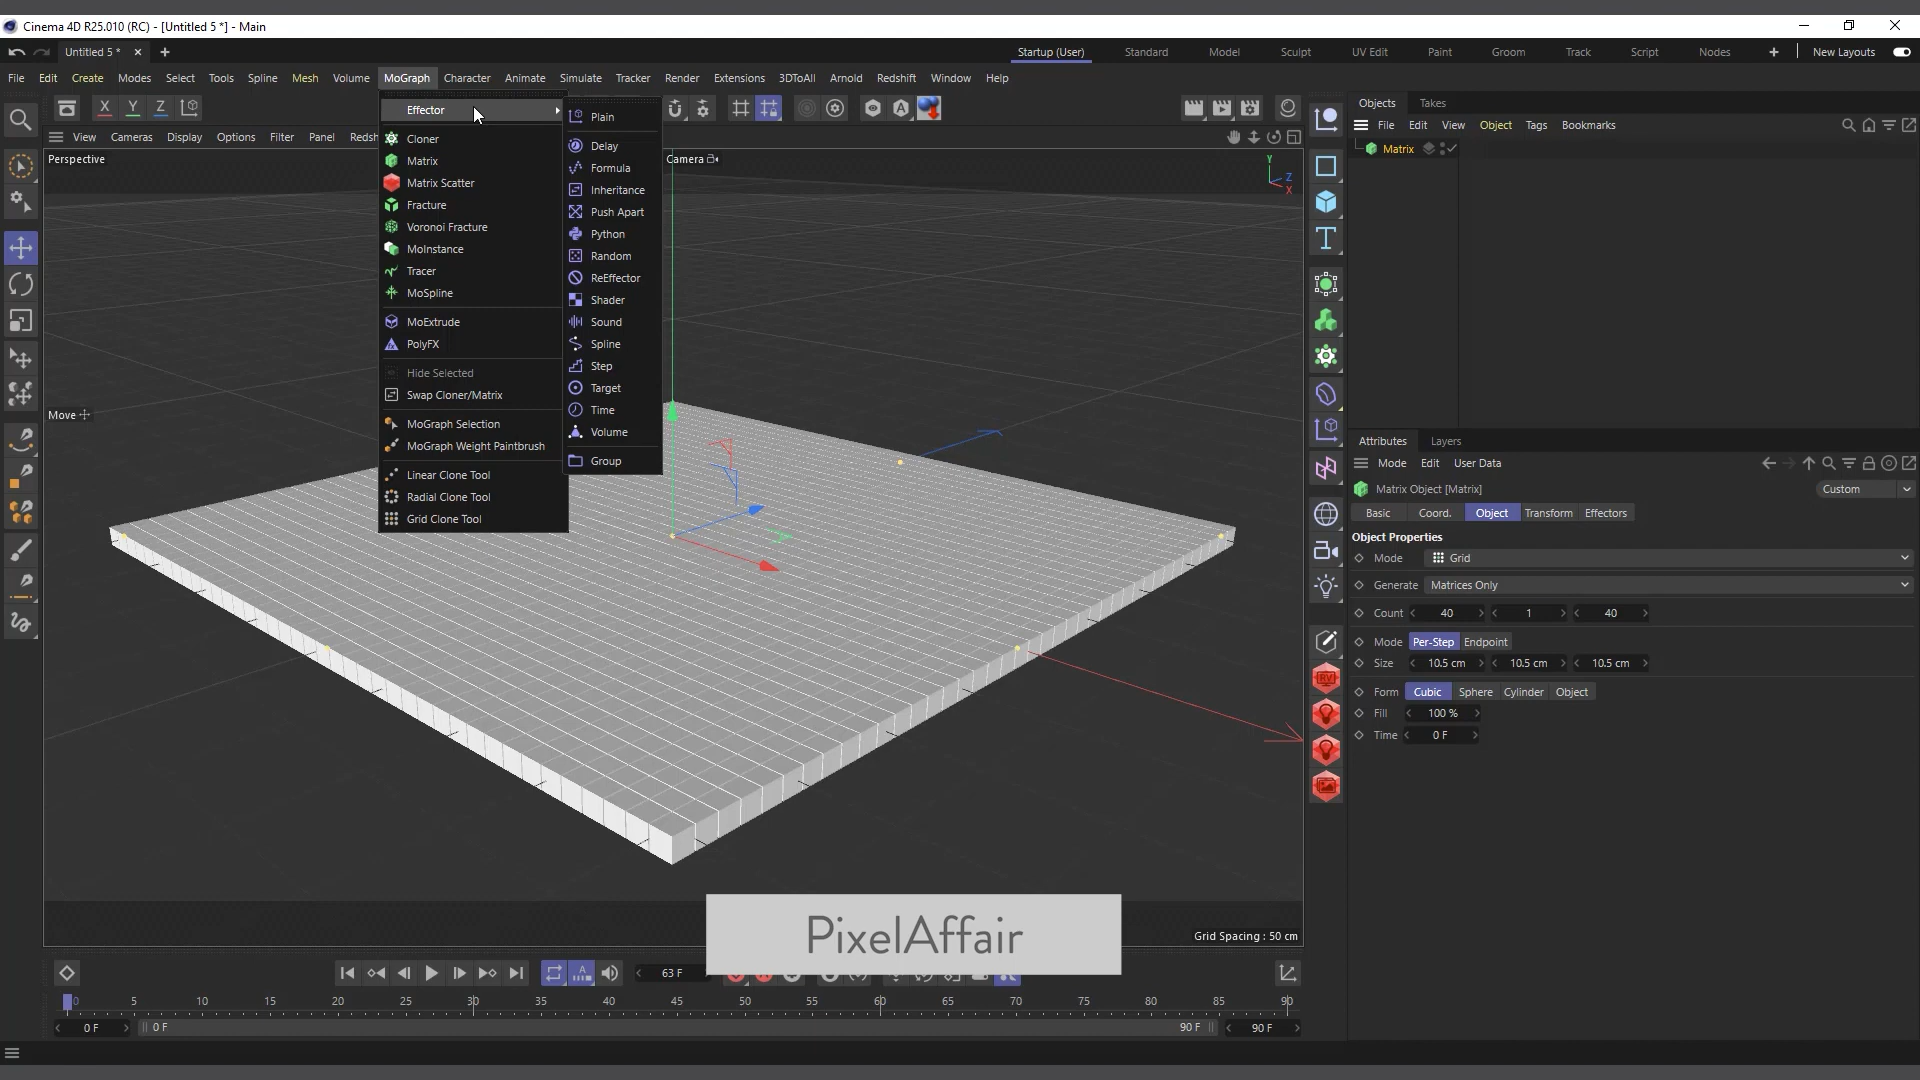 Cinema 4D R25.010 (RC) - [Untitled 5 *] - Main
Untitled 5 *
Startup (User) Standard Model Sculpt UV Edit Paint Groom Track Script Nodes New Layouts
File Edit Create Modes Select Tools Spline Mesh Volume MoGraph Character Animate Simulate Tracker Render Extensions 3DToAll Arnold Redshift Window Help
X Y Z
View Cameras Display Options Filter Panel Redsh
Perspective
Camera
Y
Z
X
Move
Effector
Cloner
Matrix
Matrix Scatter
Fracture
Voronoi Fracture
MoInstance
Tracer
MoSpline
MoExtrude
PolyFX
Hide Selected
Swap Cloner/Matrix
MoGraph Selection
MoGraph Weight Paintbrush
Linear Clone Tool
Radial Clone Tool
Grid Clone Tool
Plain
Delay
Formula
Inheritance
Push Apart
Python
Random
ReEffector
Shader
Sound
Spline
Step
Target
Time
Volume
Group
Objects Takes
File Edit View Object Tags Bookmarks
Matrix
Attributes Layers
Mode Edit User Data
Matrix Object [Matrix]
Custom
Basic Coord. Object Transform Effectors
Object Properties
Mode Grid
Generate Matrices Only
Count 40 1 40
Mode Per-Step Endpoint
Size 10.5 cm 10.5 cm 10.5 cm
Form Cubic Sphere Cylinder Object
Fill 100 %
Time 0 F
RV
PixelAffair
Grid Spacing : 50 cm
63 F
0 5 10 15 20 25 30 35 40 45 50 55 60 65 70 75 80 85 90
0 F 0 F 90 F 90 F